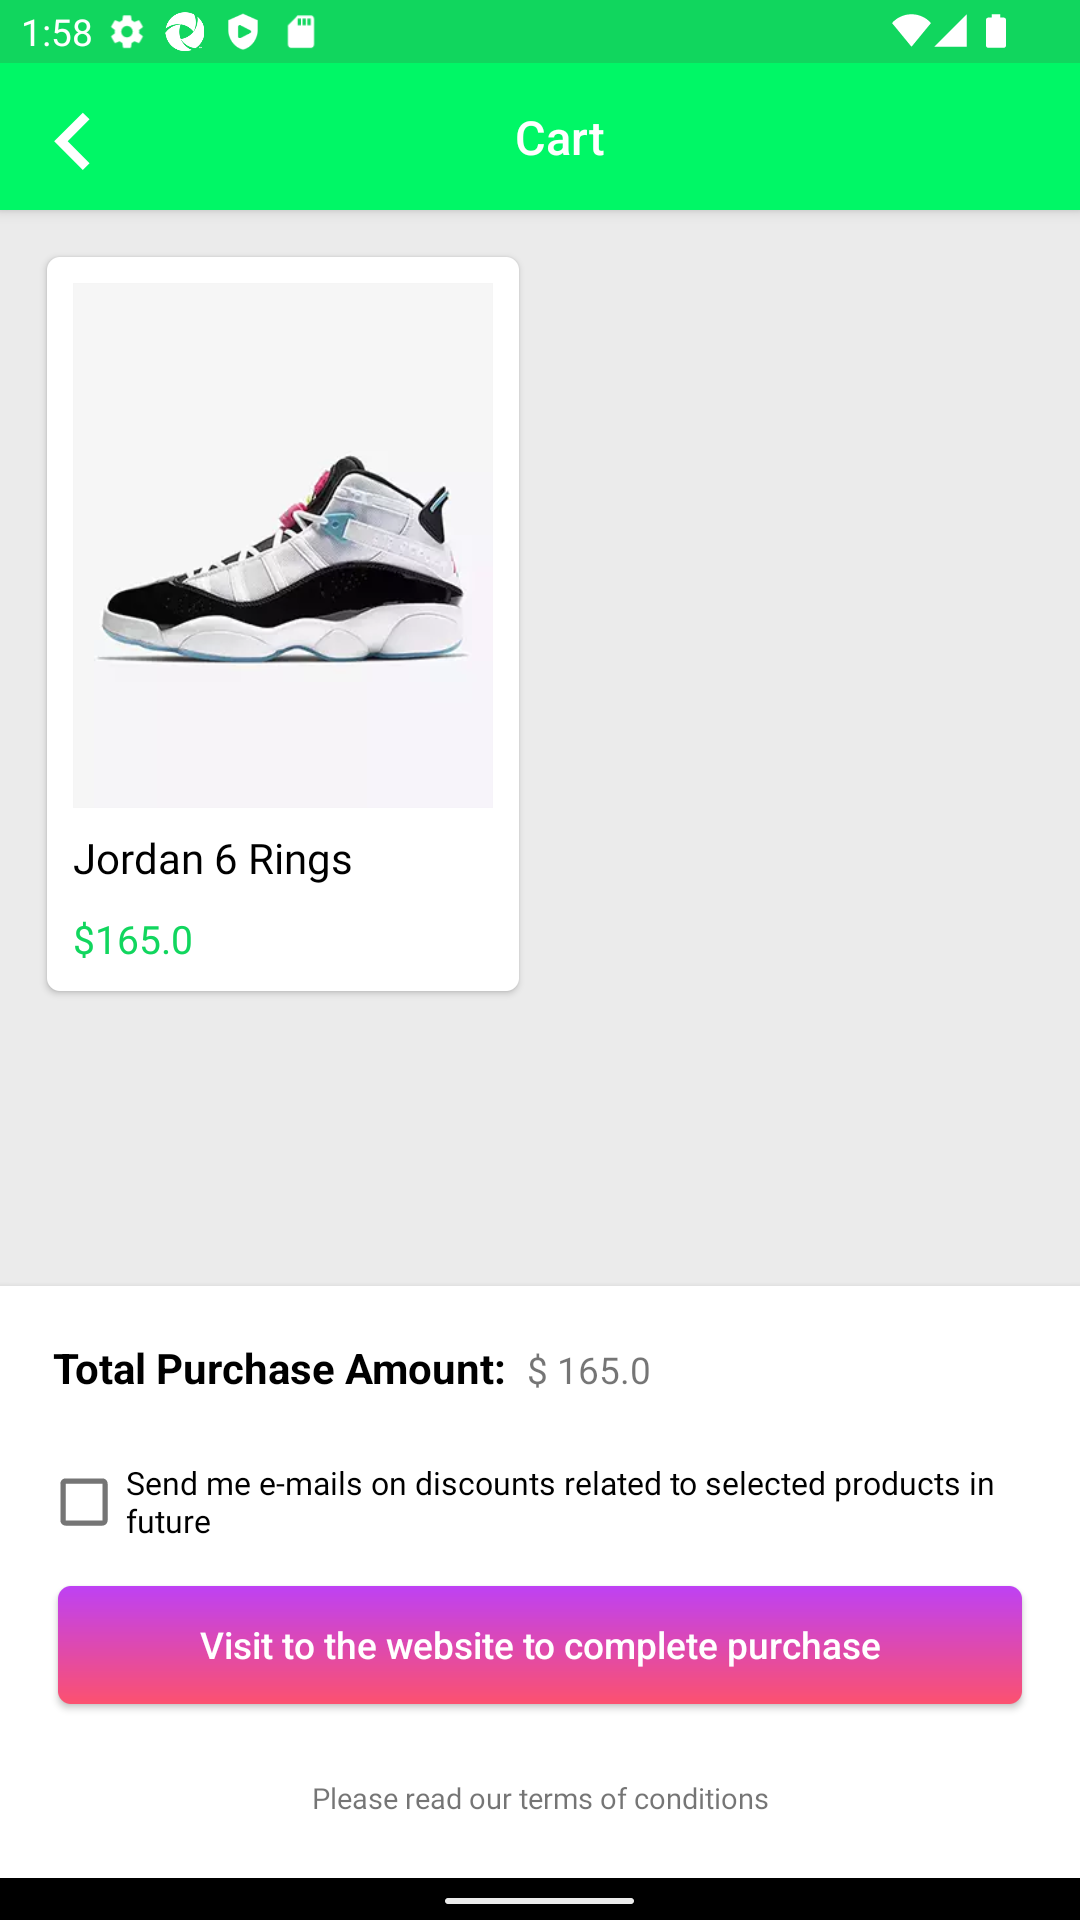 1:58
Cart
Jordan 6 Rings
$165.0
Total Purchase Amount: $ 165.0
Send me e-mails on discounts related to selected products in
future
Visit to the website to complete purchase
Please read our terms of conditions